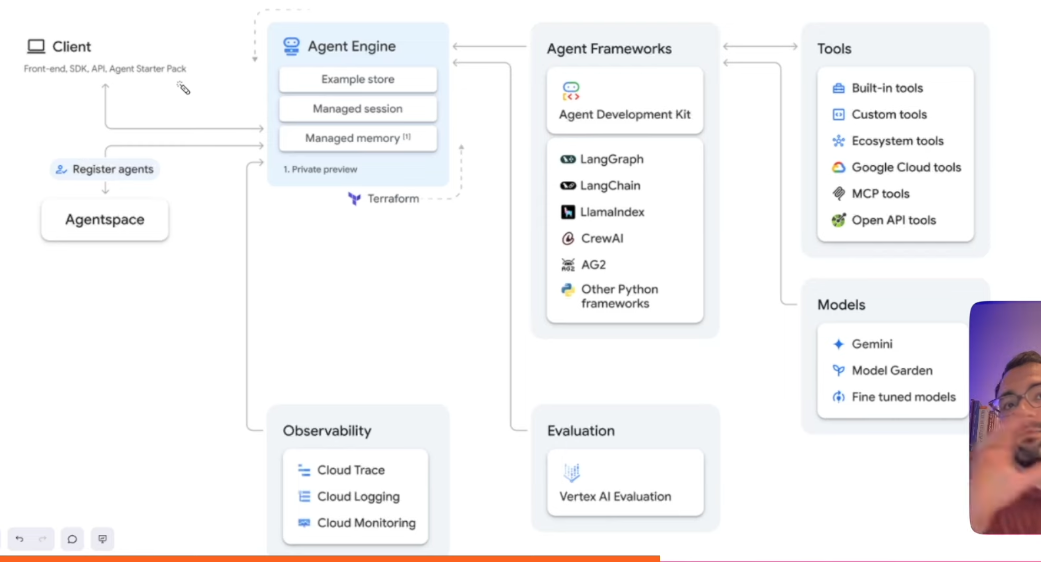 Client
Front-end, SDK, API, Agent Starter Pack
Register agents
Agentspace
Agent Engine
Example store
Managed session
Managed memory [1]
1. Private preview
Terraform
Agent Frameworks
Agent Development Kit
LangGraph
LangChain
LlamaIndex
CrewAI
AG2
AG2
Other Python
frameworks
Tools
Built-in tools
Custom tools
Ecosystem tools
Google Cloud tools
MCP tools
Open API tools
Models
Gemini
Model Garden
Fine tuned models
Observability
Cloud Trace
Cloud Logging
Cloud Monitoring
Evaluation
Vertex AI Evaluation